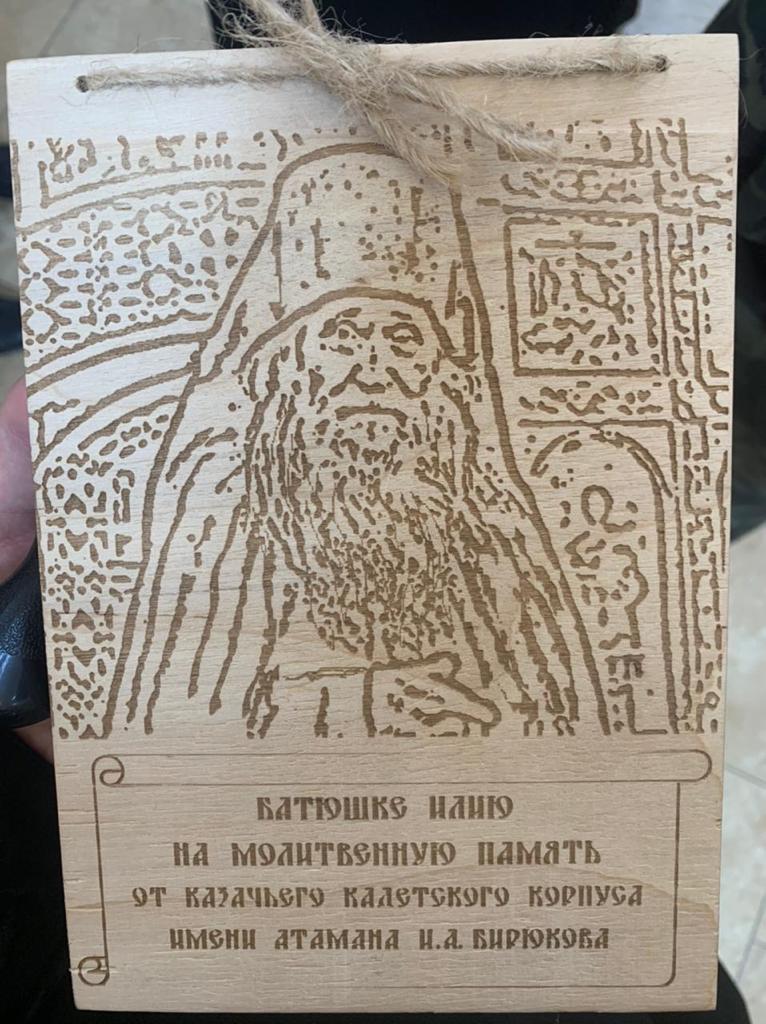 БАТЮШКЕ ИЛИЮ
НА МОЛИТВЕННУЮ ПАМЯТЬ
ОТ КАЗАЧЬЕГО КАДЕТСКОГО КОРПУСА
ИМЕНИ АТАМАНА И.А. БИРЮКОВА